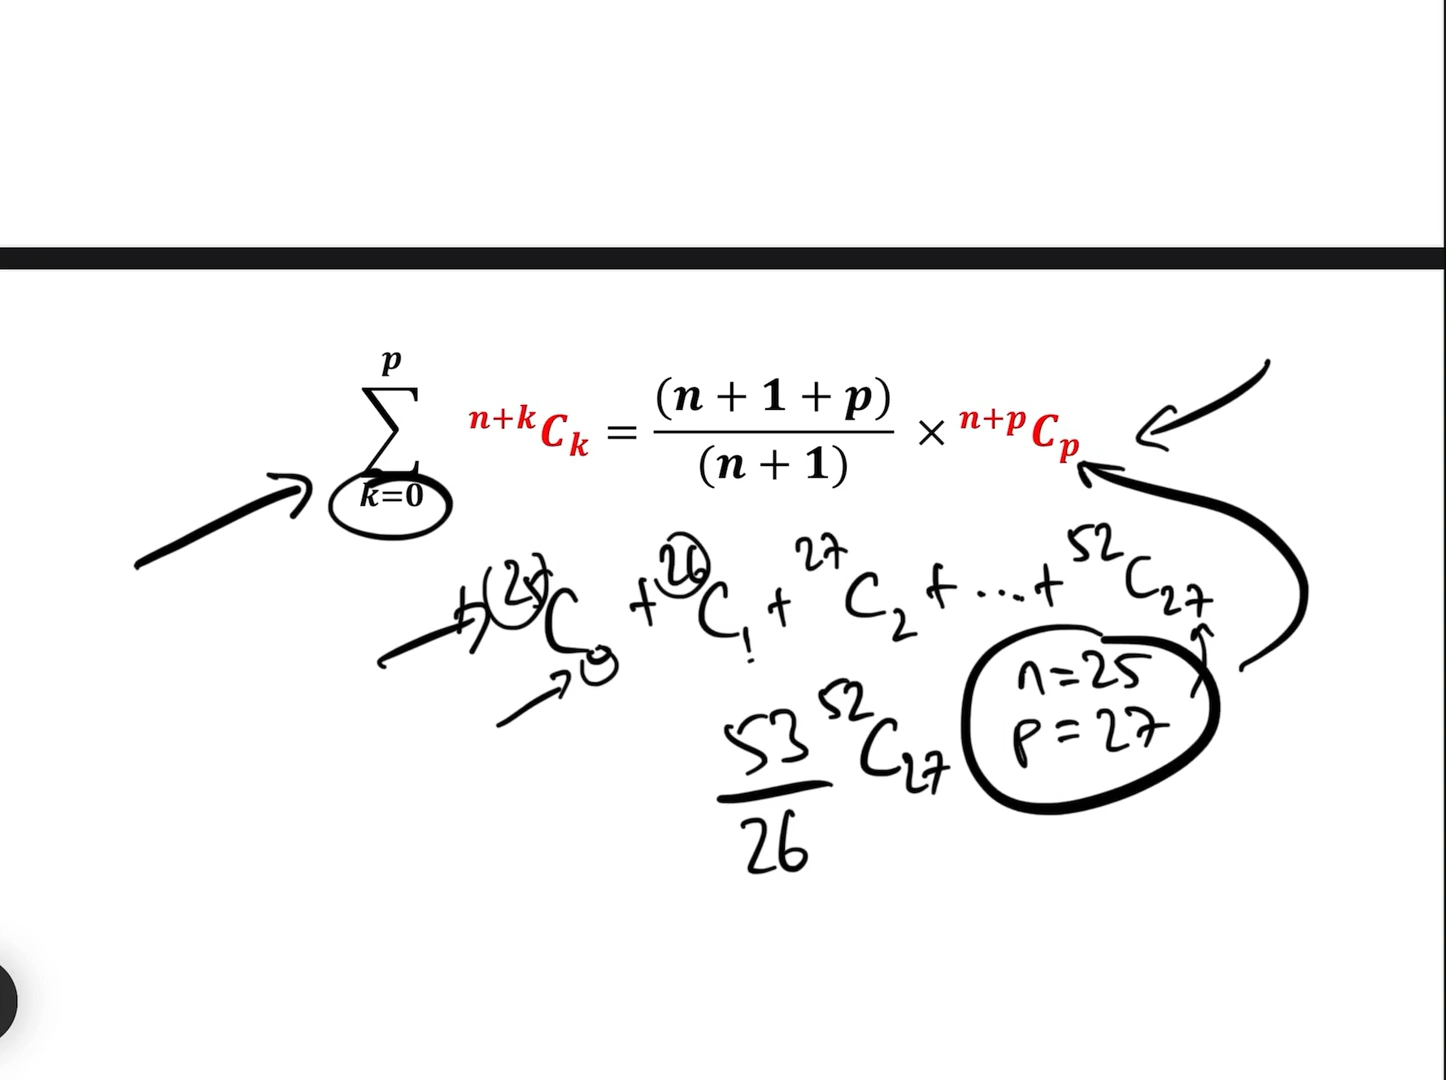 p
∑ n+kCk = (n + 1 + p)/(n + 1) × n+pCp
k=0
+ 25C0 + 26C1 + 27C2 + ... + 52C27
n=25
p=27
53/26 52C27